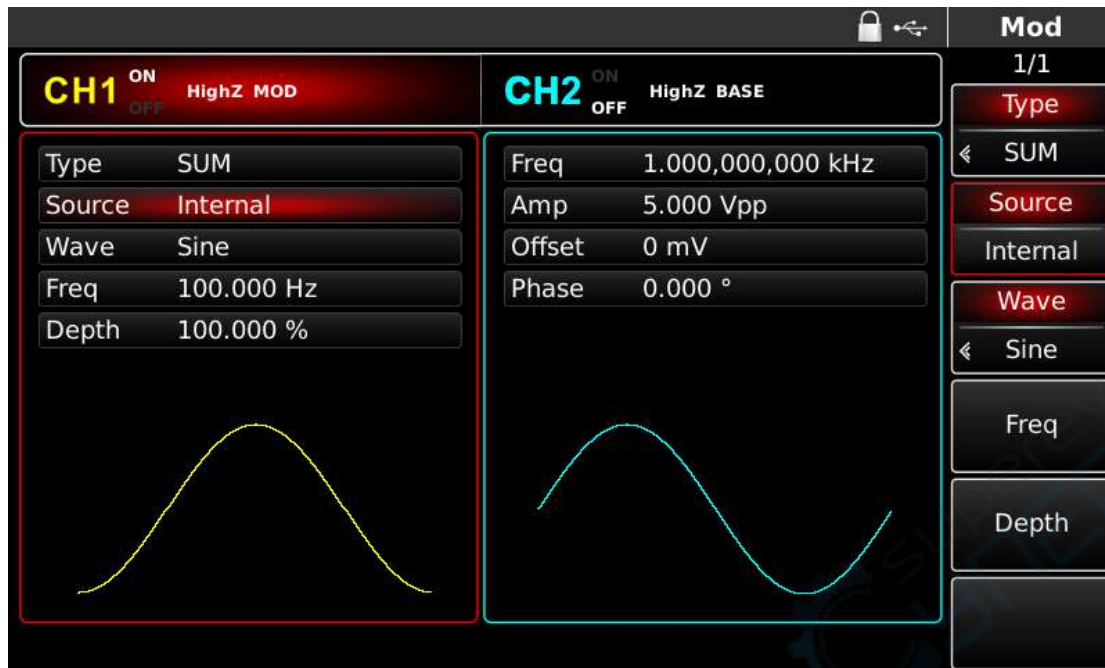 Mod
1/1
CH1 ON OFF HighZ MOD
CH2 ON OFF HighZ BASE
Type SUM
Source Internal
Wave Sine
Freq 100.000 Hz
Depth 100.000 %
Freq 1.000,000,000 kHz
Amp 5.000 Vpp
Offset 0 mV
Phase 0.000 °
Type
SUM
Source
Internal
Wave
Sine
Freq
Depth